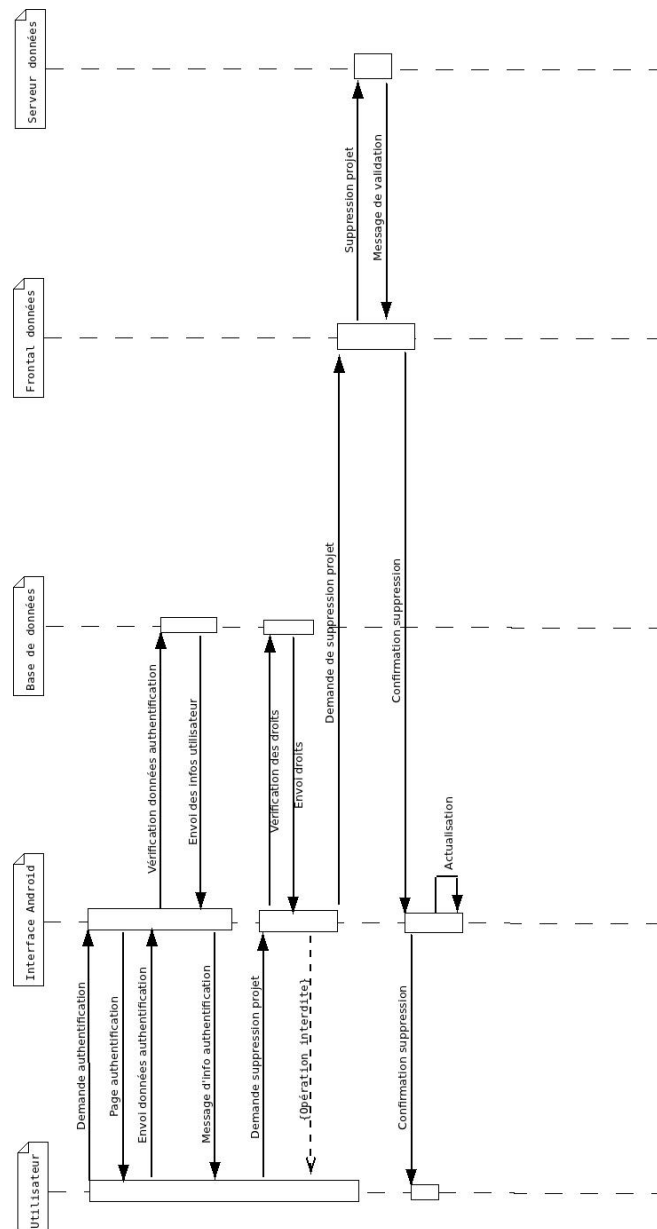 Utilisateur
Interface Android
Base de données
Frontal données
Serveur données
Demande authentification
Page authentification
Envoi données authentification
Vérification données authentification
Envoi des infos utilisateur
Message d'info authentification
Demande suppression projet
Vérification des droits
Envoi droits
{Opération interdite}
Demande de suppression projet
Suppression projet
Message de validation
Confirmation suppression
Confirmation suppression
Actualisation